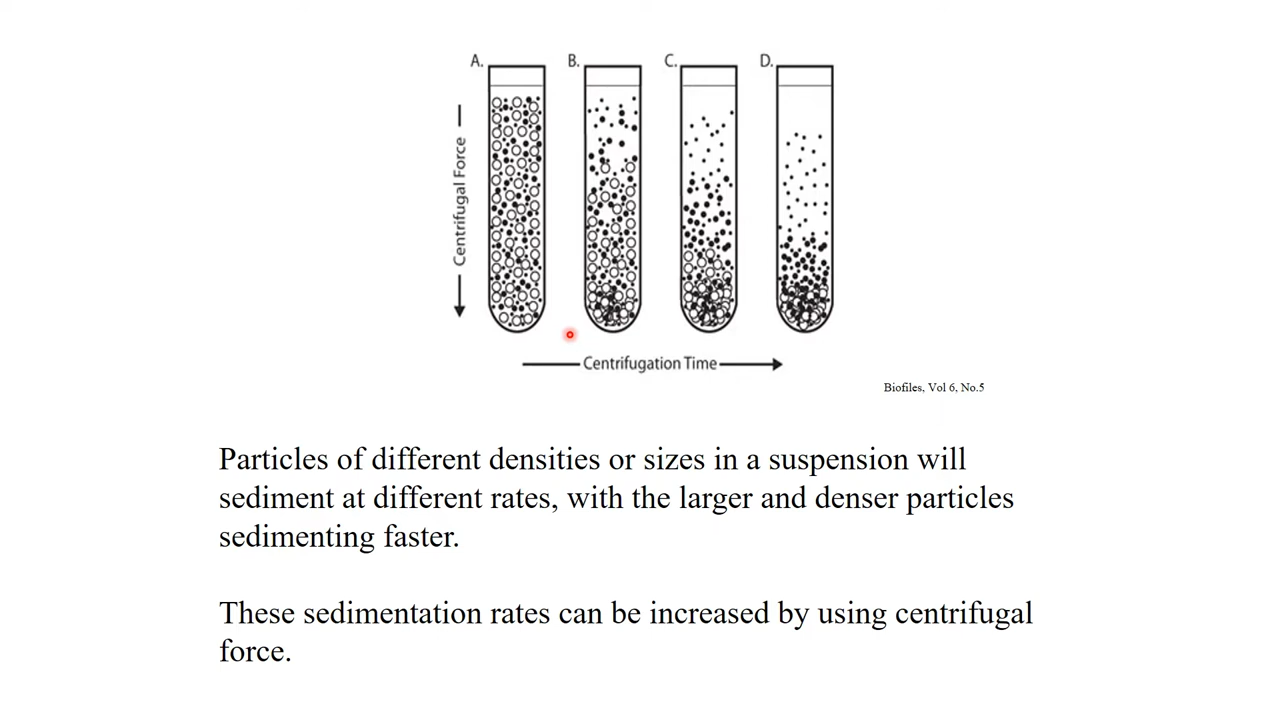 A. B. C. D.
Centrifugal Force
Centrifugation Time
Biofiles, Vol 6, No.5
Particles of different densities or sizes in a suspension will
sediment at different rates, with the larger and denser particles
sedimenting faster.
These sedimentation rates can be increased by using centrifugal
force.